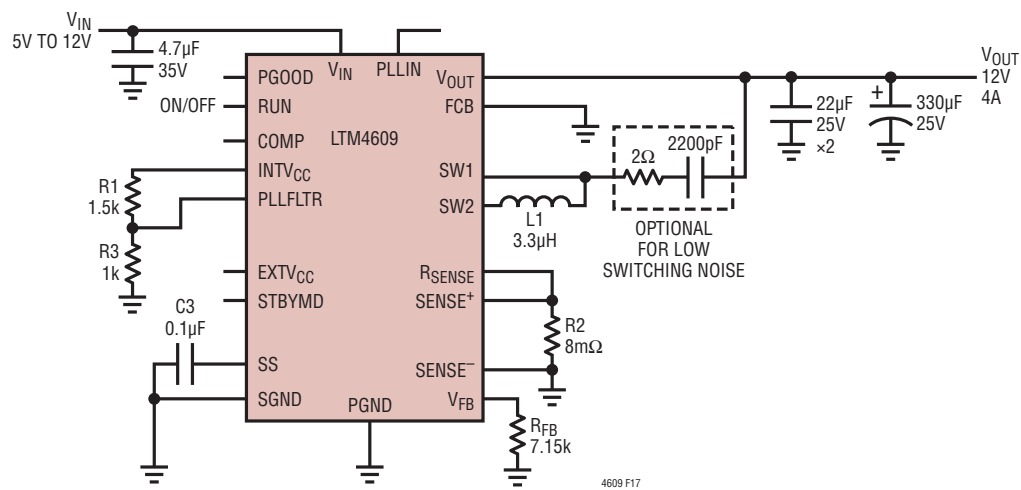 VIN
5V TO 12V
4.7µF
35V
VIN
PLLIN
PGOOD
RUN
ON/OFF
COMP
INTVCC
PLLFLTR
R1
1.5k
R3
1k
EXTVCC
STBYMD
C3
0.1µF
SS
SGND
PGND
LTM4609
VOUT
FCB
SW1
SW2
RSENSE
SENSE+
SENSE−
VFB
L1
3.3µH
2Ω
2200pF
OPTIONAL
FOR LOW
SWITCHING NOISE
R2
8mΩ
RFB
7.15k
22µF
25V
×2
+
330µF
25V
VOUT
12V
4A
4609 F17